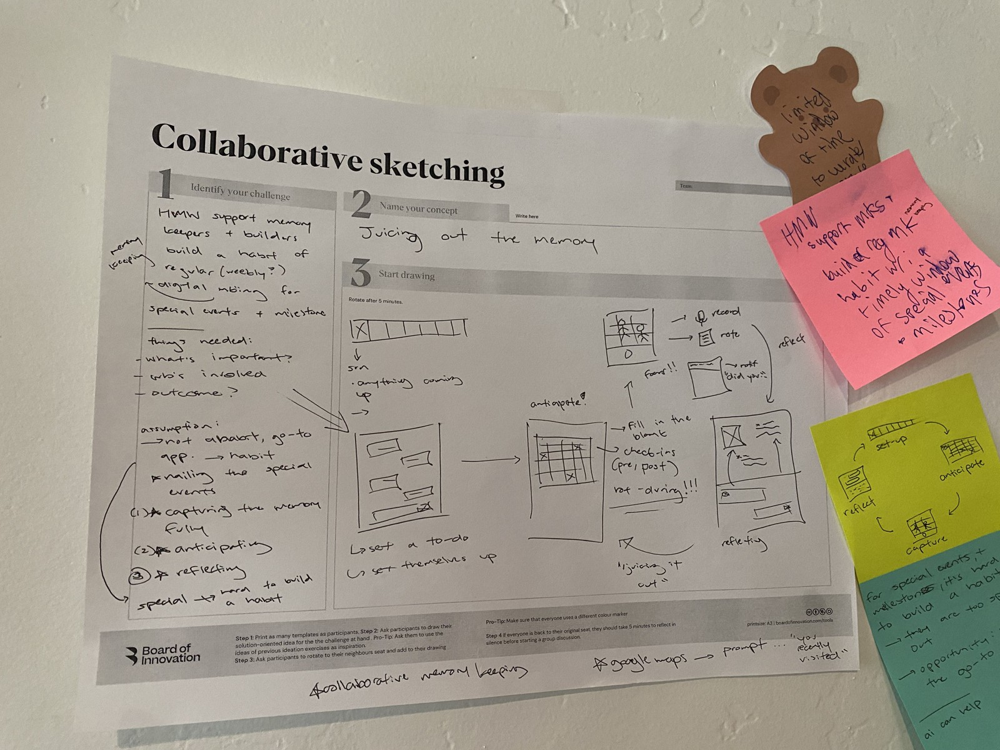 Collaborative sketching
1 Identify your challenge
HMW support memory
keepers + builders
build a habit of
memory
keeping
regular (weekly?)
digital mking for
special events + milestone
things needed:
- what's important?
- who's involved
- outcome?
assumption:
→ not a habit, go-to
app. → habit
* nailing the special
events
(1) * capturing the memory
fully
(2) * anticipating
3 * reflecting
special → hard to build
a habit
2 Name your concept
Write here
Team:
Juicing out the memory
3 Start drawing
Rotate after 5 minutes.
sun
· anything coming
up
→
↳ set a to-do
↳ set themselves up
anticipate!
→ fill in the
blank
→ check-ins
(pre, post)
not -during!!!
"juicing it
out"
→ record
→ note
reflect
foms!!
→ notif
"did you.."
reflecting
Board of
Innovation
Step 1: Print as many templates as participants. Step 2: Ask participants to draw their
solution-oriented idea for the the challenge at hand. Pro-Tip: Ask them to use the
ideas of previous ideation exercises as inspiration.
Step 3: Ask participants to rotate to their neighbours seat and add to their drawing
Pro-Tip: Make sure that everyone uses a different colour marker
Step 4 If everyone is back to their original seat, they should take 5 minutes to reflect in
silence before starting a group discussion.
printsize: A3 | boardofinnovation.com/tools
* collaborative memory keeping
* google maps → prompt ... "you
recently
visited"
limited
window
of time
to
HMW
support mks +
build reg MK memory
keeping
habit w/ a
timely window
of special events
+ milestones
set-up
anticipate
capture
reflect
for special events, +
milestones, it's hard
to build a habit
→ they are too
out
→ opportunity:
the go-to
ai can help